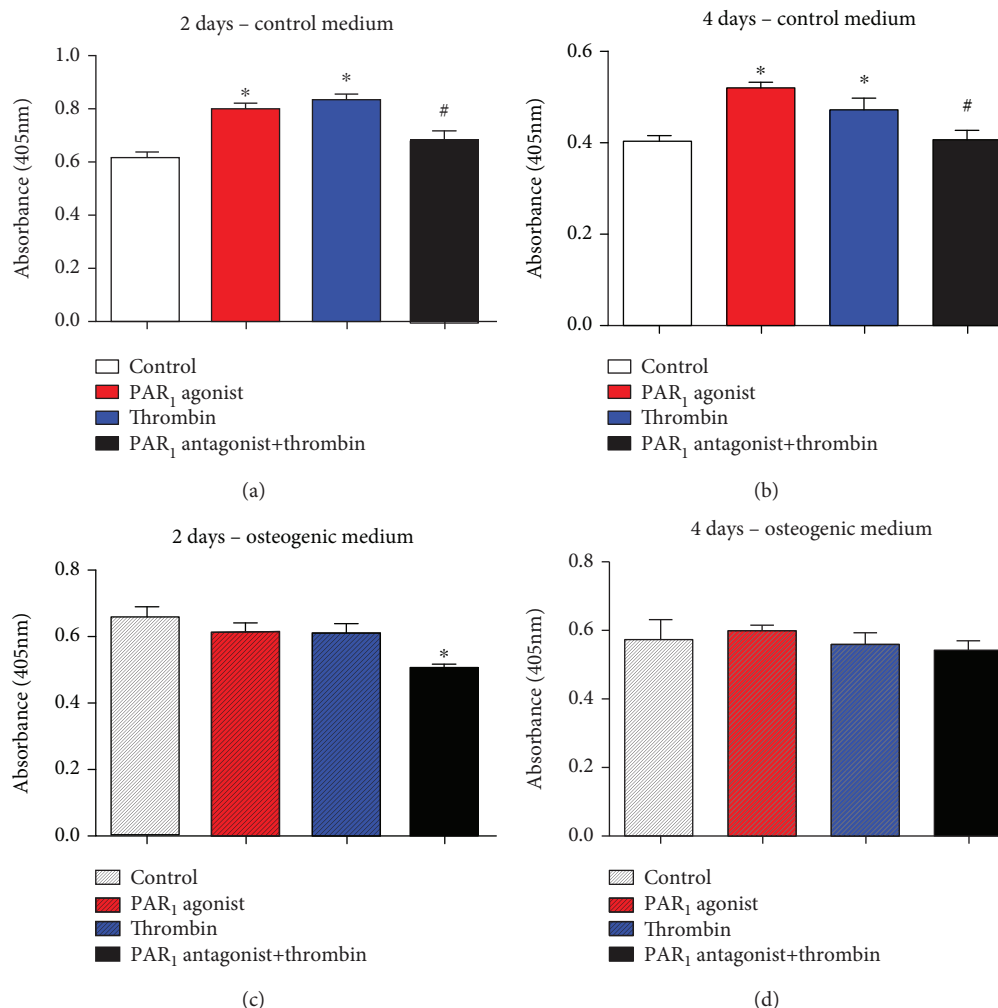 2 days – control medium
Absorbance (405nm)
1.0
0.8
0.6
0.4
0.2
0.0
*
*
#
Control
PAR1 agonist
Thrombin
PAR1 antagonist+thrombin
(a)
4 days – control medium
Absorbance (405nm)
0.6
0.4
0.2
0.0
*
*
#
Control
PAR1 agonist
Thrombin
PAR1 antagonist+thrombin
(b)
2 days – osteogenic medium
Absorbance (405nm)
0.8
0.6
0.4
0.2
0.0
*
Control
PAR1 agonist
Thrombin
PAR1 antagonist+thrombin
(c)
4 days – osteogenic medium
Absorbance (405nm)
0.8
0.6
0.4
0.2
0.0
Control
PAR1 agonist
Thrombin
PAR1 antagonist+thrombin
(d)